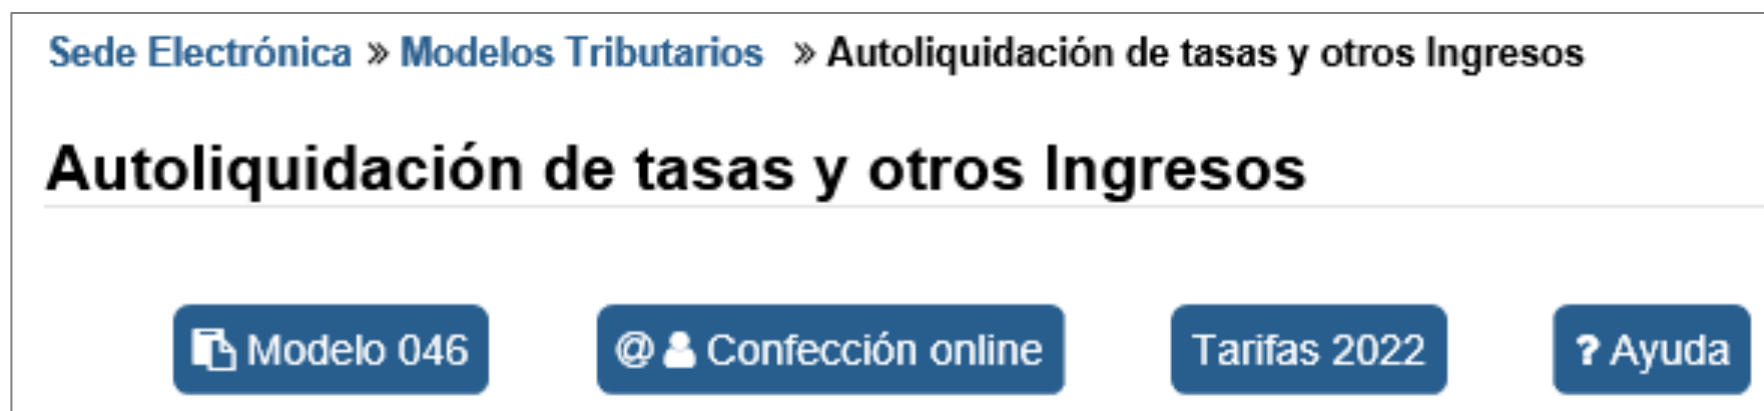 Sede Electrónica » Modelos Tributarios » Autoliquidación de tasas y otros Ingresos
Autoliquidación de tasas y otros Ingresos
Modelo 046 @ Confección online Tarifas 2022 ? Ayuda